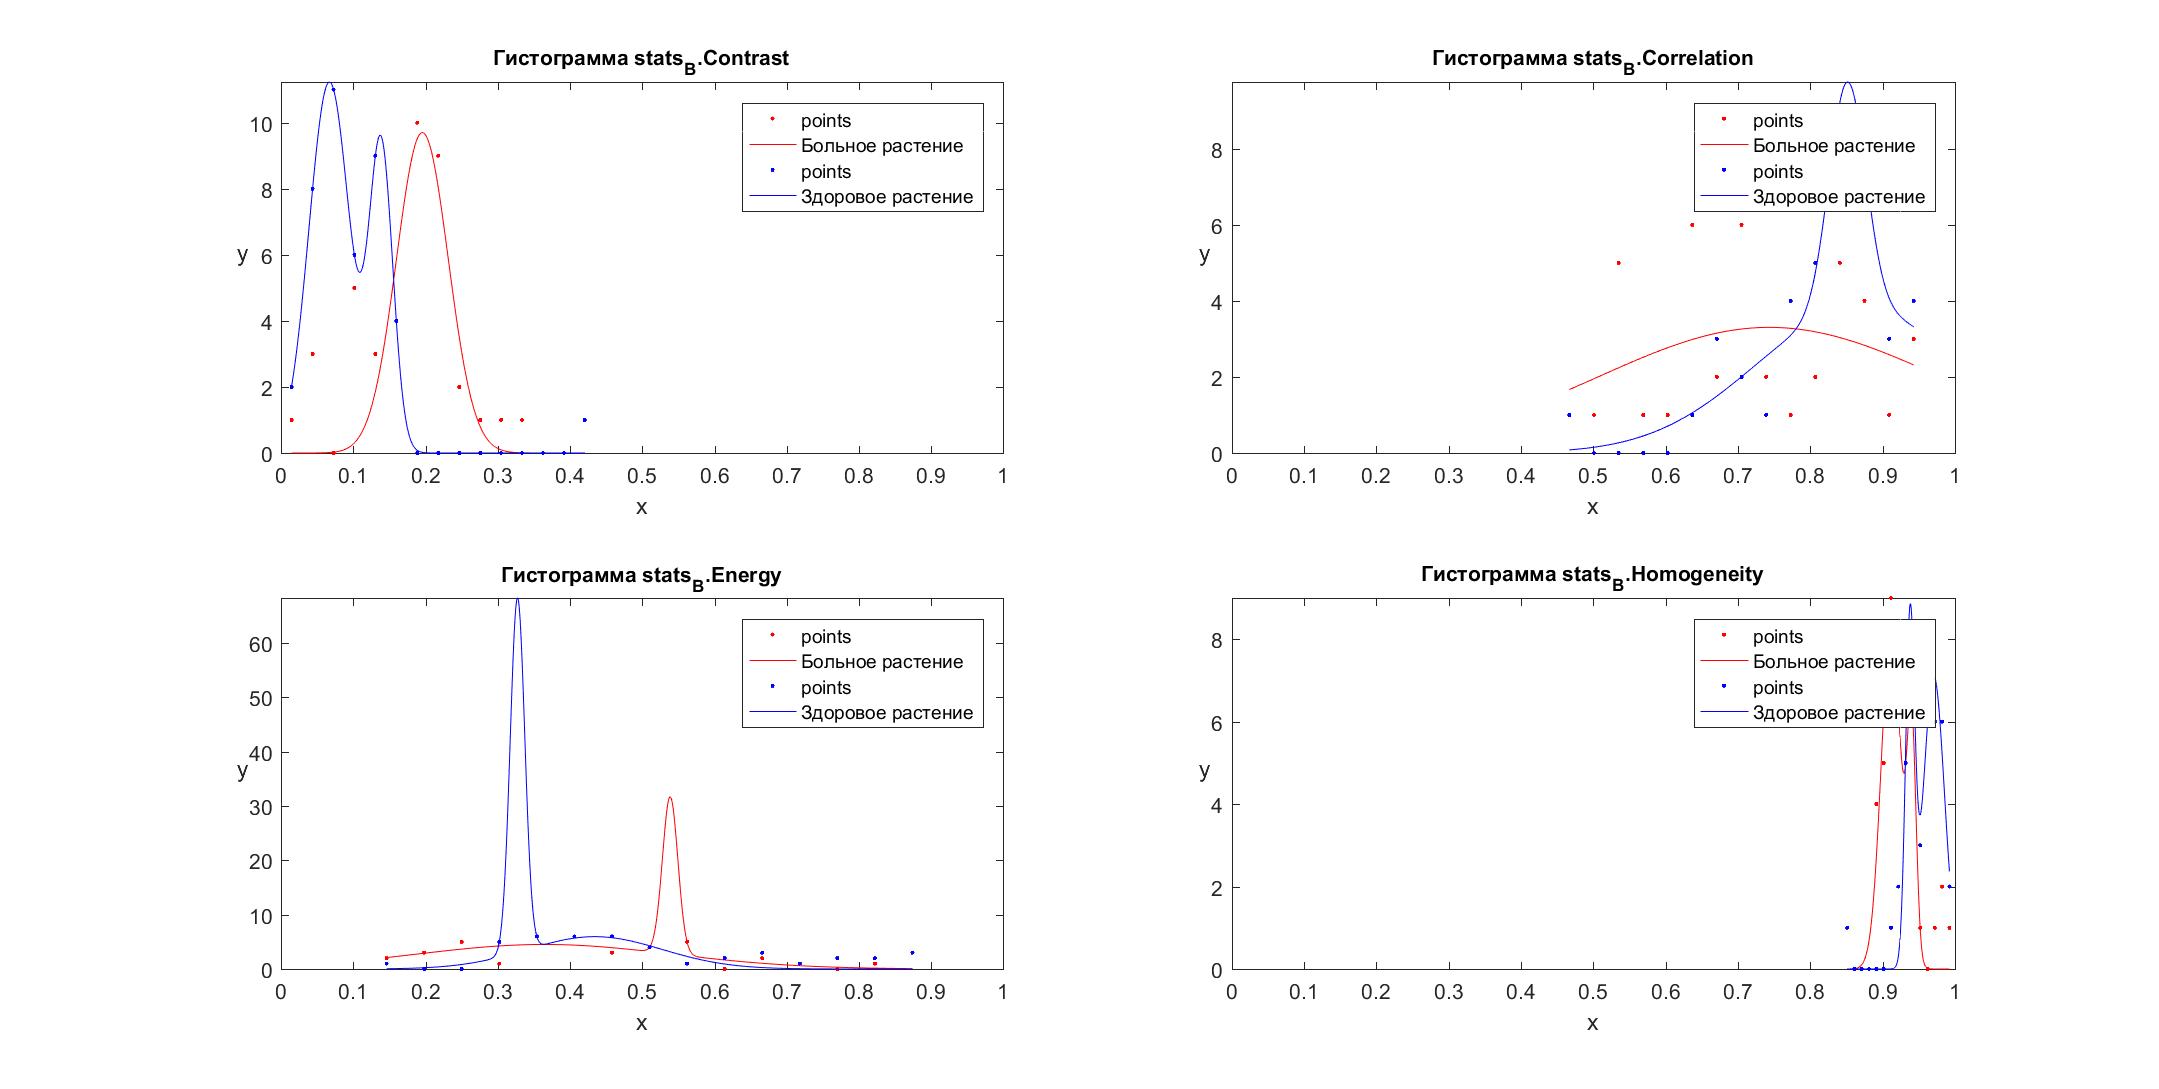 Гистограмма stats_B.Contrast
10
8
6
4
2
0
y
0 0.1 0.2 0.3 0.4 0.5 0.6 0.7 0.8 0.9 1
x
points
Больное растение
points
Здоровое растение
Гистограмма stats_B.Correlation
8
6
4
2
0
y
0 0.1 0.2 0.3 0.4 0.5 0.6 0.7 0.8 0.9 1
x
points
Больное растение
points
Здоровое растение
Гистограмма stats_B.Energy
60
50
40
30
20
10
0
y
0 0.1 0.2 0.3 0.4 0.5 0.6 0.7 0.8 0.9 1
x
points
Больное растение
points
Здоровое растение
Гистограмма stats_B.Homogeneity
8
6
4
2
0
y
0 0.1 0.2 0.3 0.4 0.5 0.6 0.7 0.8 0.9 1
x
points
Больное растение
points
Здоровое растение